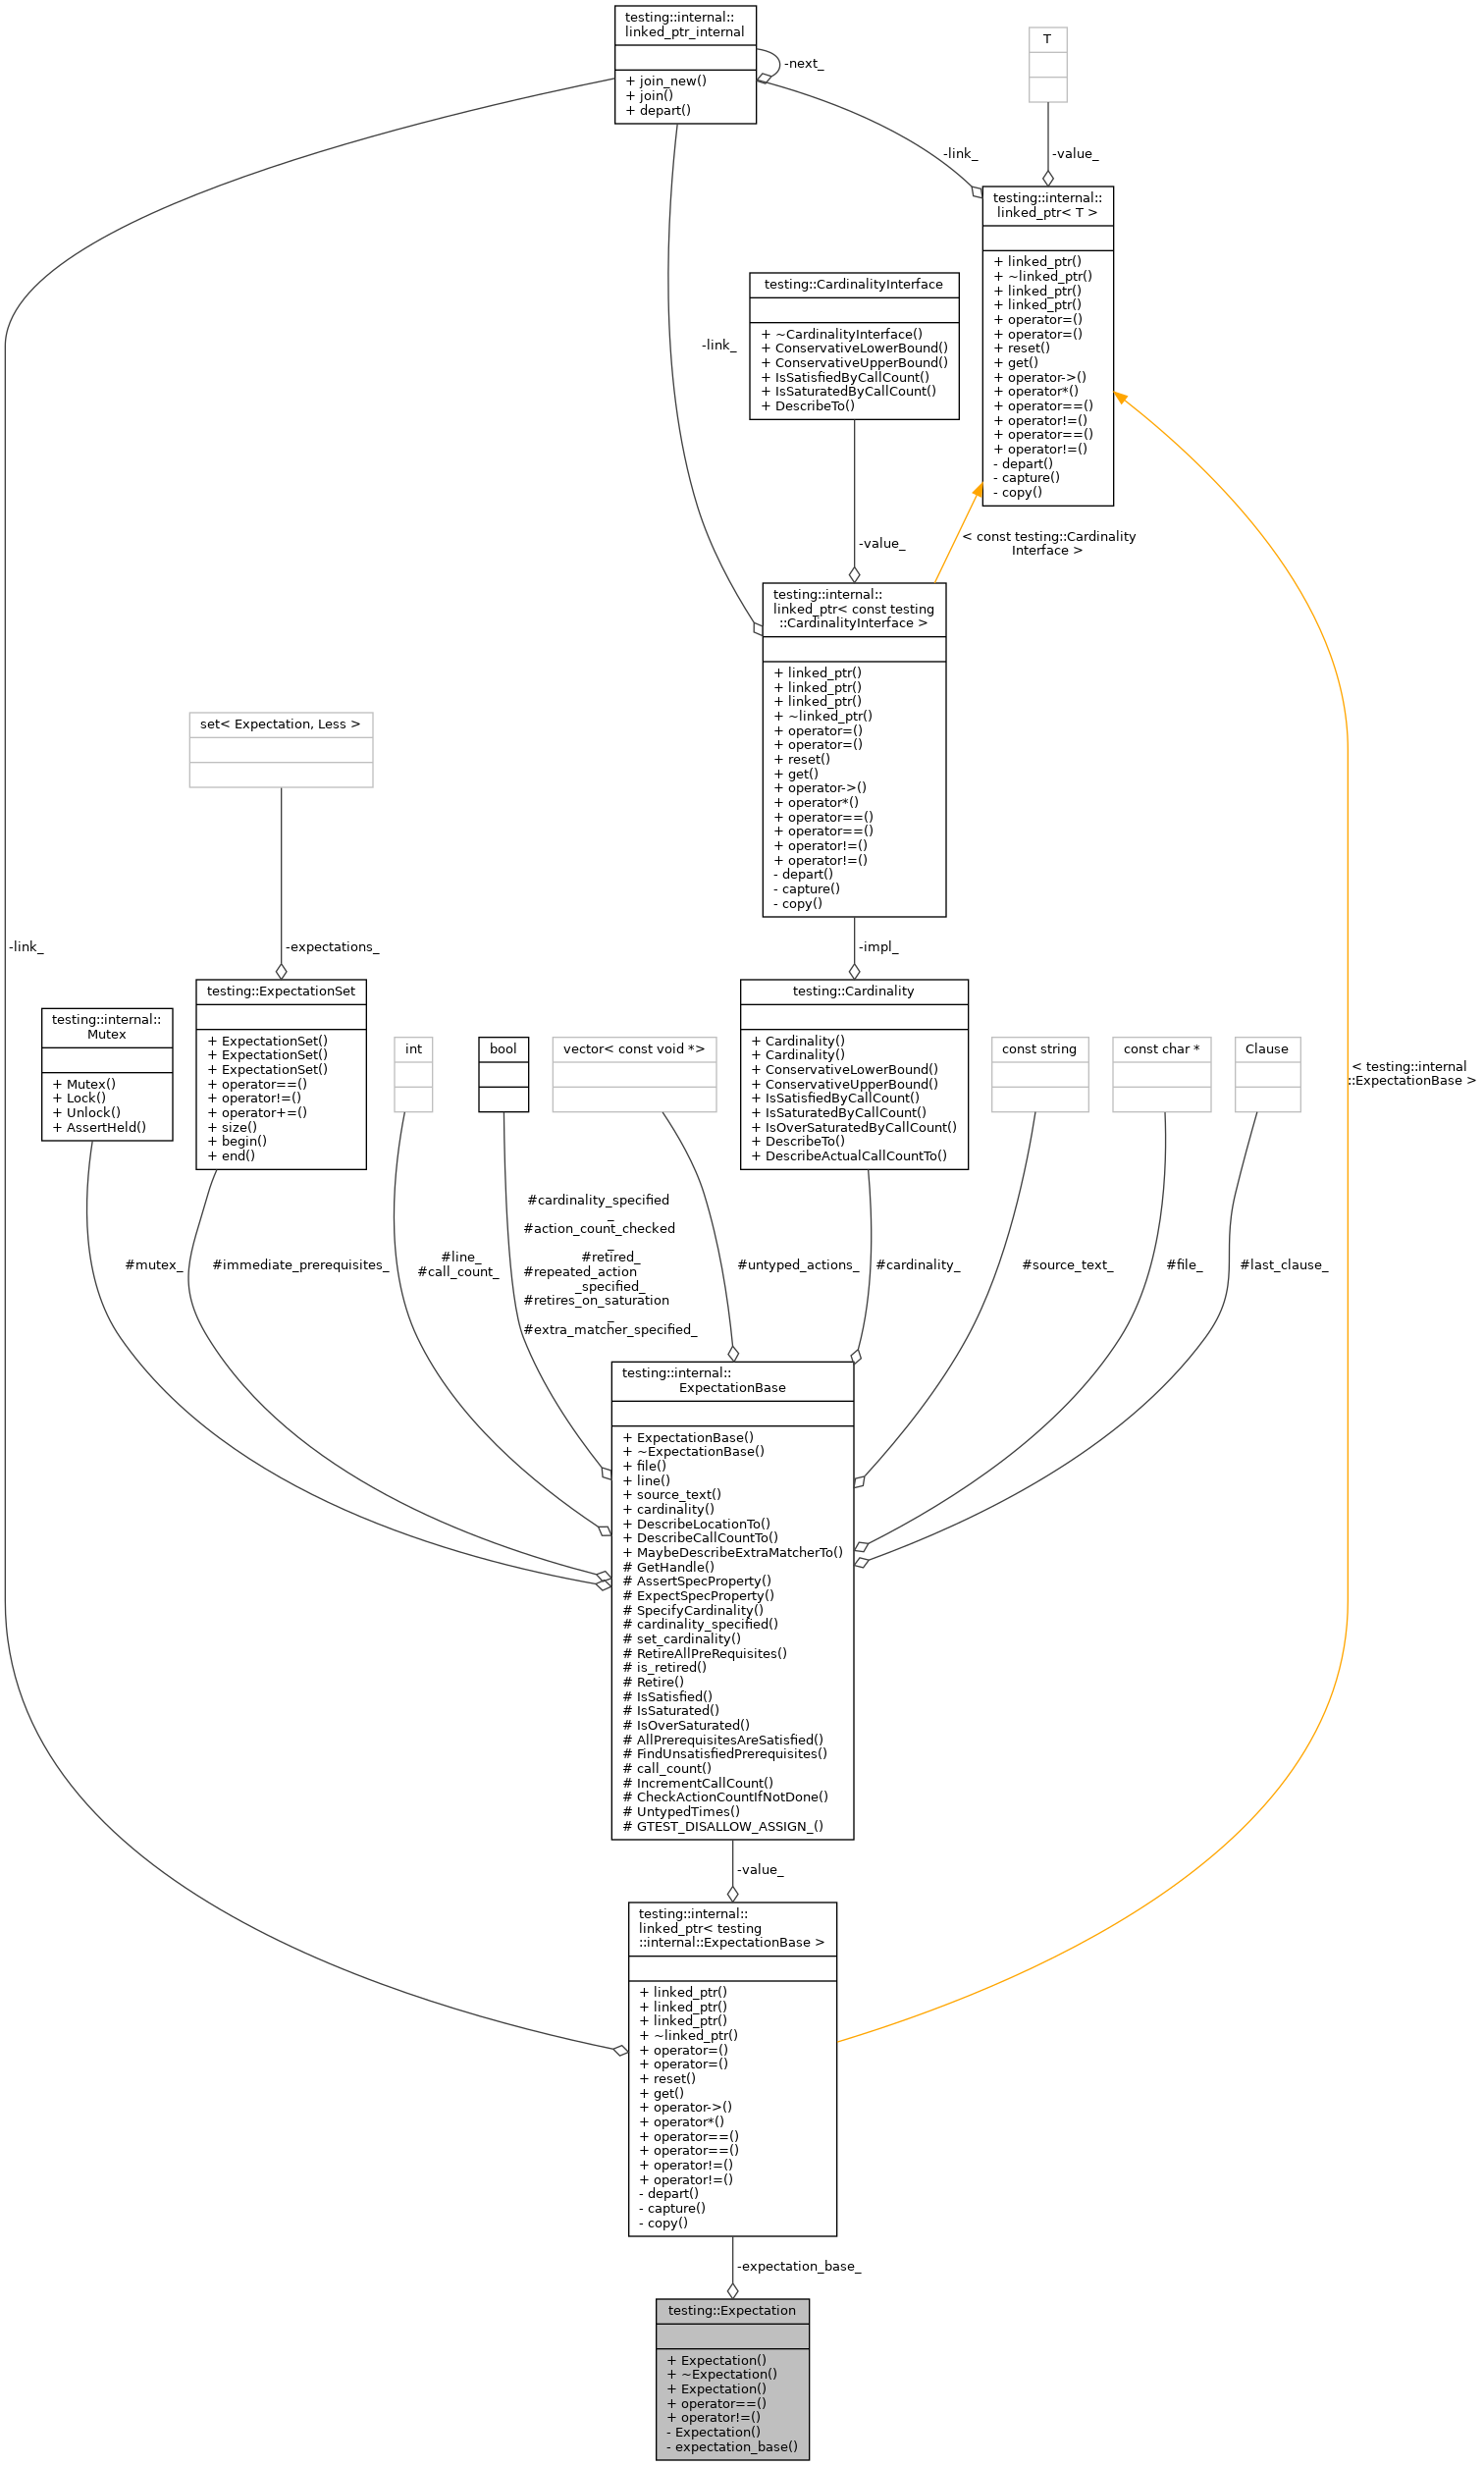 testing::internal::
linked_ptr_internal
+ join_new()
+ join()
+ depart()
-next_
T
-link_
-value_
testing::internal::
linked_ptr< T >
+ linked_ptr()
+ ~linked_ptr()
+ linked_ptr()
+ linked_ptr()
+ operator=()
+ operator=()
+ reset()
+ get()
+ operator->()
+ operator*()
+ operator==()
+ operator!=()
+ operator==()
+ operator!=()
- depart()
- capture()
- copy()
testing::CardinalityInterface
+ ~CardinalityInterface()
+ ConservativeLowerBound()
+ ConservativeUpperBound()
+ IsSatisfiedByCallCount()
+ IsSaturatedByCallCount()
+ DescribeTo()
-link_
-value_
< const testing::Cardinality
Interface >
testing::internal::
linked_ptr< const testing
::CardinalityInterface >
+ linked_ptr()
+ linked_ptr()
+ linked_ptr()
+ ~linked_ptr()
+ operator=()
+ operator=()
+ reset()
+ get()
+ operator->()
+ operator*()
+ operator==()
+ operator==()
+ operator!=()
+ operator!=()
- depart()
- capture()
- copy()
set< Expectation, Less >
-link_
-expectations_
-impl_
testing::internal::
Mutex
+ Mutex()
+ Lock()
+ Unlock()
+ AssertHeld()
testing::ExpectationSet
+ ExpectationSet()
+ ExpectationSet()
+ ExpectationSet()
+ operator==()
+ operator!=()
+ operator+=()
+ size()
+ begin()
+ end()
int
bool
vector< const void *>
testing::Cardinality
+ Cardinality()
+ Cardinality()
+ ConservativeLowerBound()
+ ConservativeUpperBound()
+ IsSatisfiedByCallCount()
+ IsSaturatedByCallCount()
+ IsOverSaturatedByCallCount()
+ DescribeTo()
+ DescribeActualCallCountTo()
const string
const char *
Clause
< testing::internal
::ExpectationBase >
#mutex_
#immediate_prerequisites_
#line_
#call_count_
#cardinality_specified
_
#action_count_checked
_
#retired_
#repeated_action
_specified_
#retires_on_saturation
_
#extra_matcher_specified_
#untyped_actions_
#cardinality_
#source_text_
#file_
#last_clause_
testing::internal::
ExpectationBase
+ ExpectationBase()
+ ~ExpectationBase()
+ file()
+ line()
+ source_text()
+ cardinality()
+ DescribeLocationTo()
+ DescribeCallCountTo()
+ MaybeDescribeExtraMatcherTo()
# GetHandle()
# AssertSpecProperty()
# ExpectSpecProperty()
# SpecifyCardinality()
# cardinality_specified()
# set_cardinality()
# RetireAllPreRequisites()
# is_retired()
# Retire()
# IsSatisfied()
# IsSaturated()
# IsOverSaturated()
# AllPrerequisitesAreSatisfied()
# FindUnsatisfiedPrerequisites()
# call_count()
# IncrementCallCount()
# CheckActionCountIfNotDone()
# UntypedTimes()
# GTEST_DISALLOW_ASSIGN_()
-value_
testing::internal::
linked_ptr< testing
::internal::ExpectationBase >
+ linked_ptr()
+ linked_ptr()
+ linked_ptr()
+ ~linked_ptr()
+ operator=()
+ operator=()
+ reset()
+ get()
+ operator->()
+ operator*()
+ operator==()
+ operator==()
+ operator!=()
+ operator!=()
- depart()
- capture()
- copy()
-expectation_base_
testing::Expectation
+ Expectation()
+ ~Expectation()
+ Expectation()
+ operator==()
+ operator!=()
- Expectation()
- expectation_base()